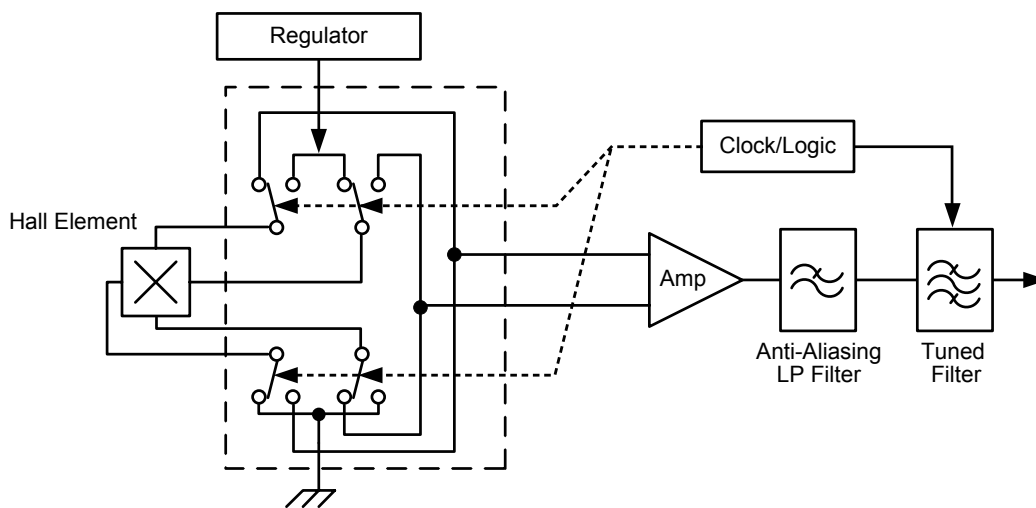 Regulator
Clock/Logic
Hall Element
Amp
Anti-Aliasing
LP Filter
Tuned
Filter